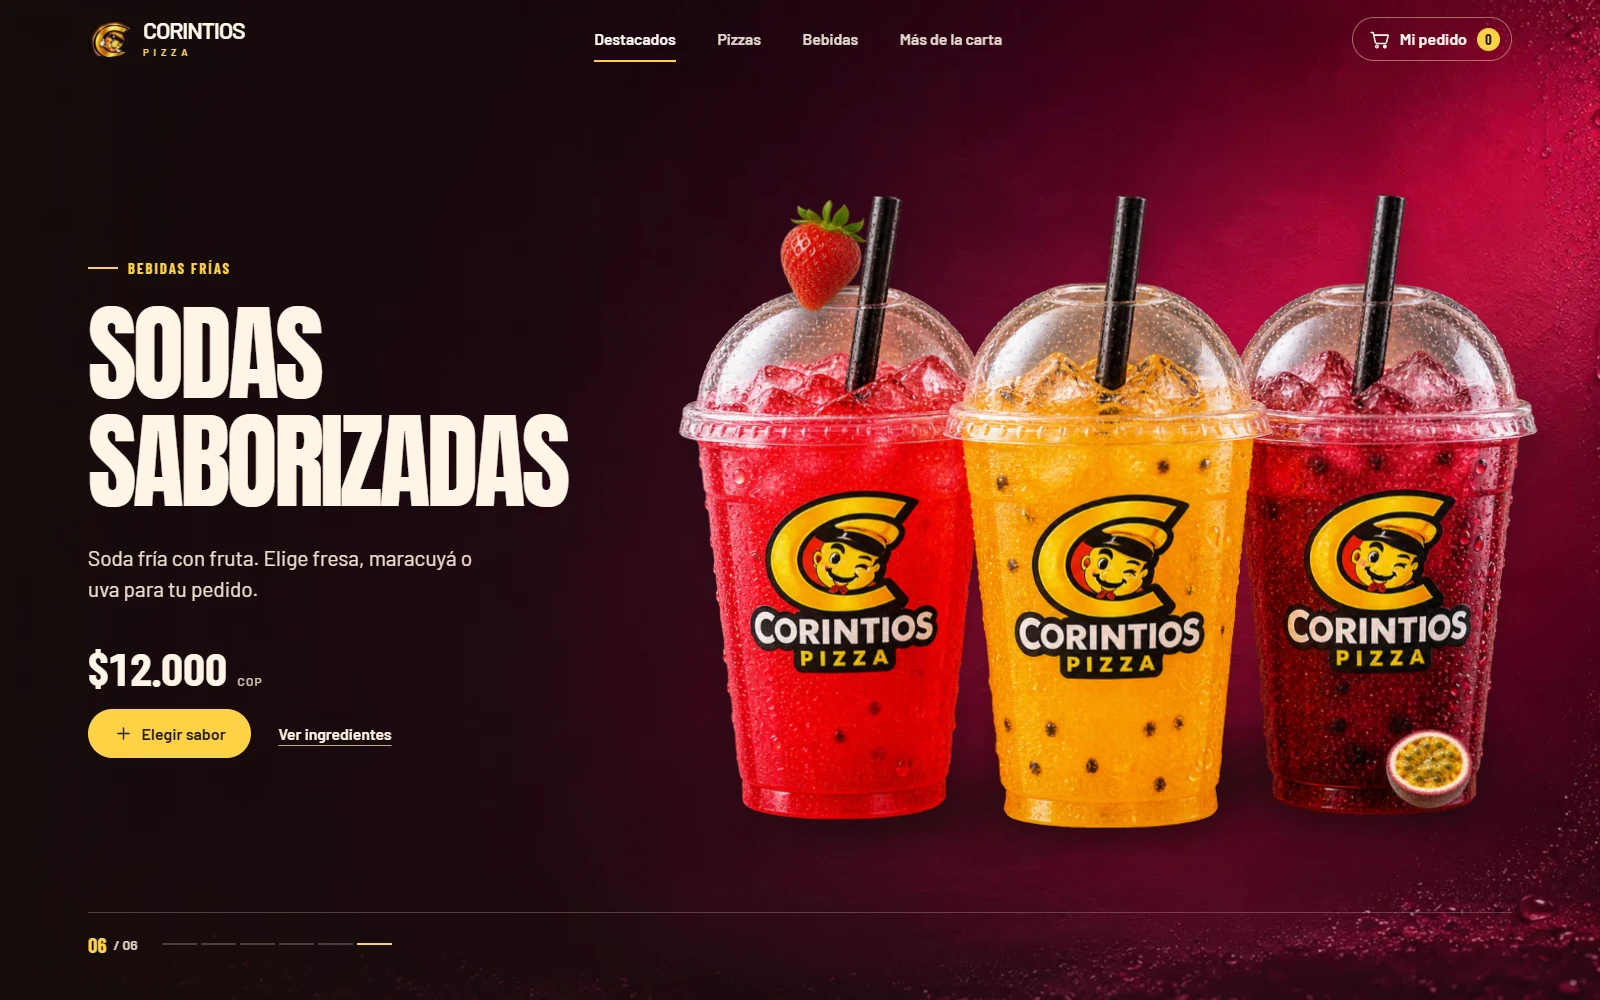 CORINTIOS
PIZZA
Destacados
Pizzas
Bebidas
Más de la carta
Mi pedido 0
BEBIDAS FRÍAS
SODAS
SABORIZADAS
Soda fría con fruta. Elige fresa, maracuyá o
uva para tu pedido.
$12.000 COP
+ Elegir sabor
Ver ingredientes
CORINTIOS
PIZZA
CORINTIOS
PIZZA
CORINTIOS
PIZZA
06 / 06